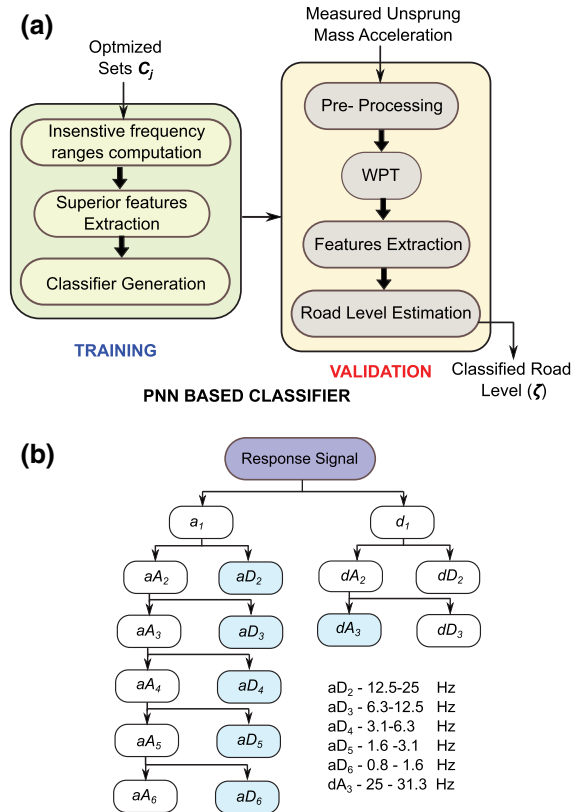 (a)
Optmized
Sets Cj
Insenstive frequency
ranges computation
Superior features
Extraction
Classifier Generation
TRAINING
Measured Unsprung
Mass Acceleration
Pre- Processing
WPT
Features Extraction
Road Level Estimation
VALIDATION
Classified Road
Level (ζ)
PNN BASED CLASSIFIER
(b)
Response Signal
a1
d1
aA2
aD2
dA2
dD2
aA3
aD3
dA3
dD3
aA4
aD4
aA5
aD5
aA6
aD6
aD2 - 12.5-25 Hz
aD3 - 6.3-12.5 Hz
aD4 - 3.1-6.3 Hz
aD5 - 1.6 -3.1 Hz
aD6 - 0.8 - 1.6 Hz
dA3 - 25 - 31.3 Hz